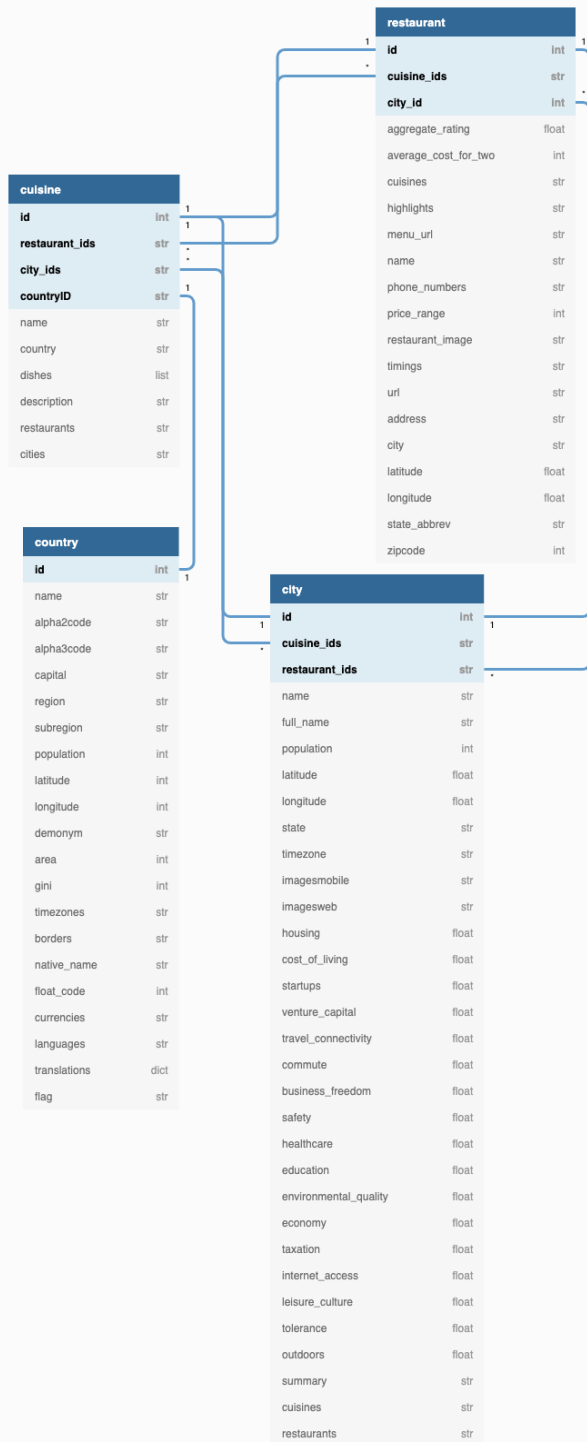 restaurant
id int
cuisine_ids str
city_id int
aggregate_rating float
average_cost_for_two int
cuisines str
highlights str
menu_url str
name str
phone_numbers str
price_range int
restaurant_image str
timings str
url str
address str
city str
latitude float
longitude float
state_abbrev str
zipcode int
1
*
1
*
cuisine
id int
restaurant_ids str
city_ids str
countryID str
name str
country str
dishes list
description str
restaurants str
cities str
1
1
*
*
1
country
id int
name str
alpha2code str
alpha3code str
capital str
region str
subregion str
population int
latitude int
longitude int
demonym str
area int
gini int
timezones str
borders str
native_name str
float_code int
currencies str
languages str
translations dict
flag str
1
city
id int
cuisine_ids str
restaurant_ids str
name str
full_name str
population int
latitude float
longitude float
state str
timezone str
imagesmobile str
imagesweb str
housing float
cost_of_living float
startups float
venture_capital float
travel_connectivity float
commute float
business_freedom float
safety float
healthcare float
education float
environmental_quality float
economy float
taxation float
internet_access float
leisure_culture float
tolerance float
outdoors float
summary str
cuisines str
restaurants str
1
*
1
*